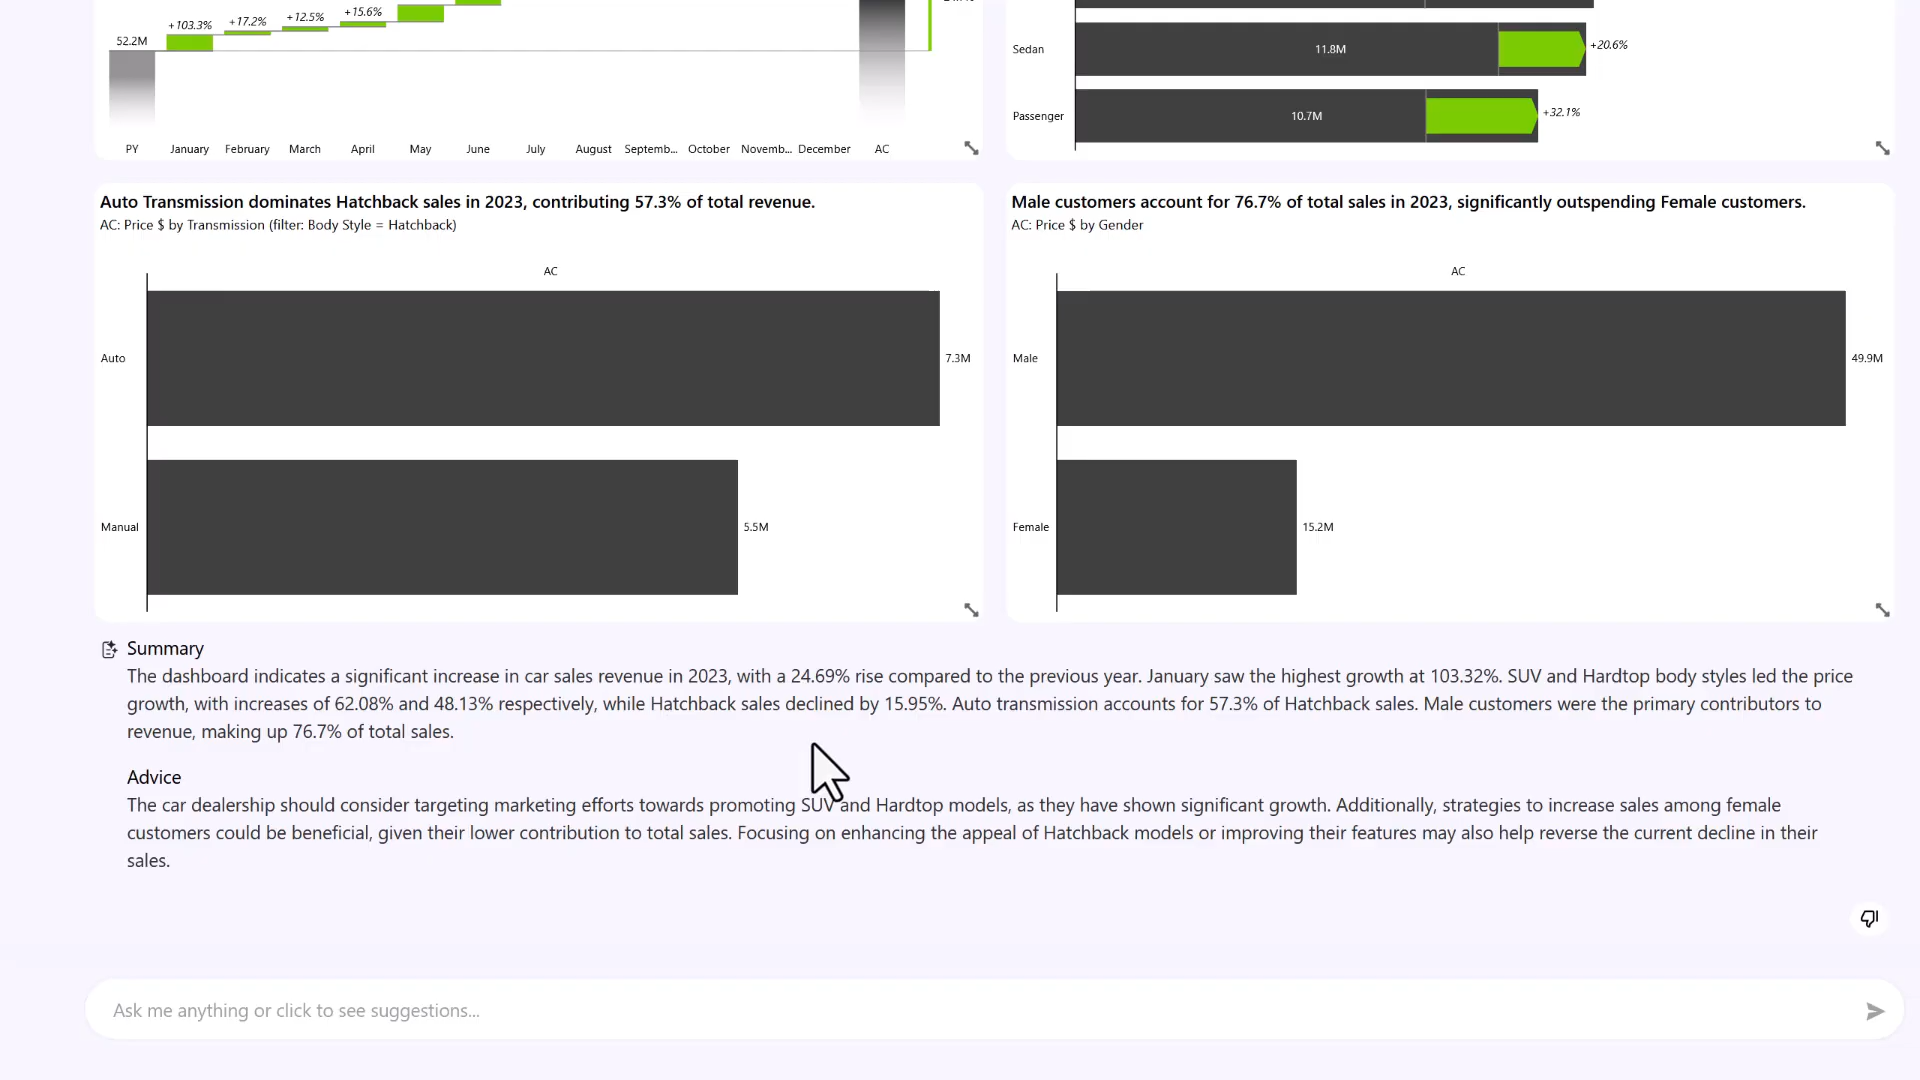 +103.3%
+17.2%
+12.5%
+15.6%
52.2M
PY January February March April May June July August Septemb... October Novemb... December AC
Sedan 11.8M +20.6%
Passenger 10.7M +32.1%
Auto Transmission dominates Hatchback sales in 2023, contributing 57.3% of total revenue.
AC: Price $ by Transmission (filter: Body Style = Hatchback)
AC
Auto 7.3M
Manual 5.5M
Male customers account for 76.7% of total sales in 2023, significantly outspending Female customers.
AC: Price $ by Gender
AC
Male 49.9M
Female 15.2M
Summary
The dashboard indicates a significant increase in car sales revenue in 2023, with a 24.69% rise compared to the previous year. January saw the highest growth at 103.32%. SUV and Hardtop body styles led the price
growth, with increases of 62.08% and 48.13% respectively, while Hatchback sales declined by 15.95%. Auto transmission accounts for 57.3% of Hatchback sales. Male customers were the primary contributors to
revenue, making up 76.7% of total sales.
Advice
The car dealership should consider targeting marketing efforts towards promoting SUV and Hardtop models, as they have shown significant growth. Additionally, strategies to increase sales among female
customers could be beneficial, given their lower contribution to total sales. Focusing on enhancing the appeal of Hatchback models or improving their features may also help reverse the current decline in their
sales.
Ask me anything or click to see suggestions...